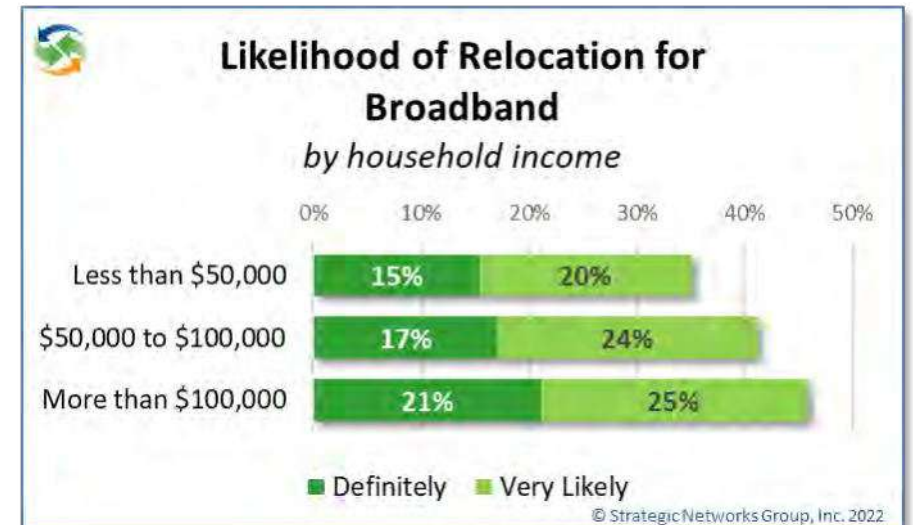 Likelihood of Relocation for
Broadband
by household income
0% 10% 20% 30% 40% 50%
Less than $50,000 15% 20%
$50,000 to $100,000 17% 24%
More than $100,000 21% 25%
Definitely Very Likely
© Strategic Networks Group, Inc. 2022